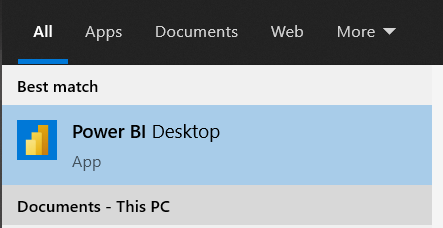 All Apps Documents Web More
Best match
Power BI Desktop
App
Documents - This PC